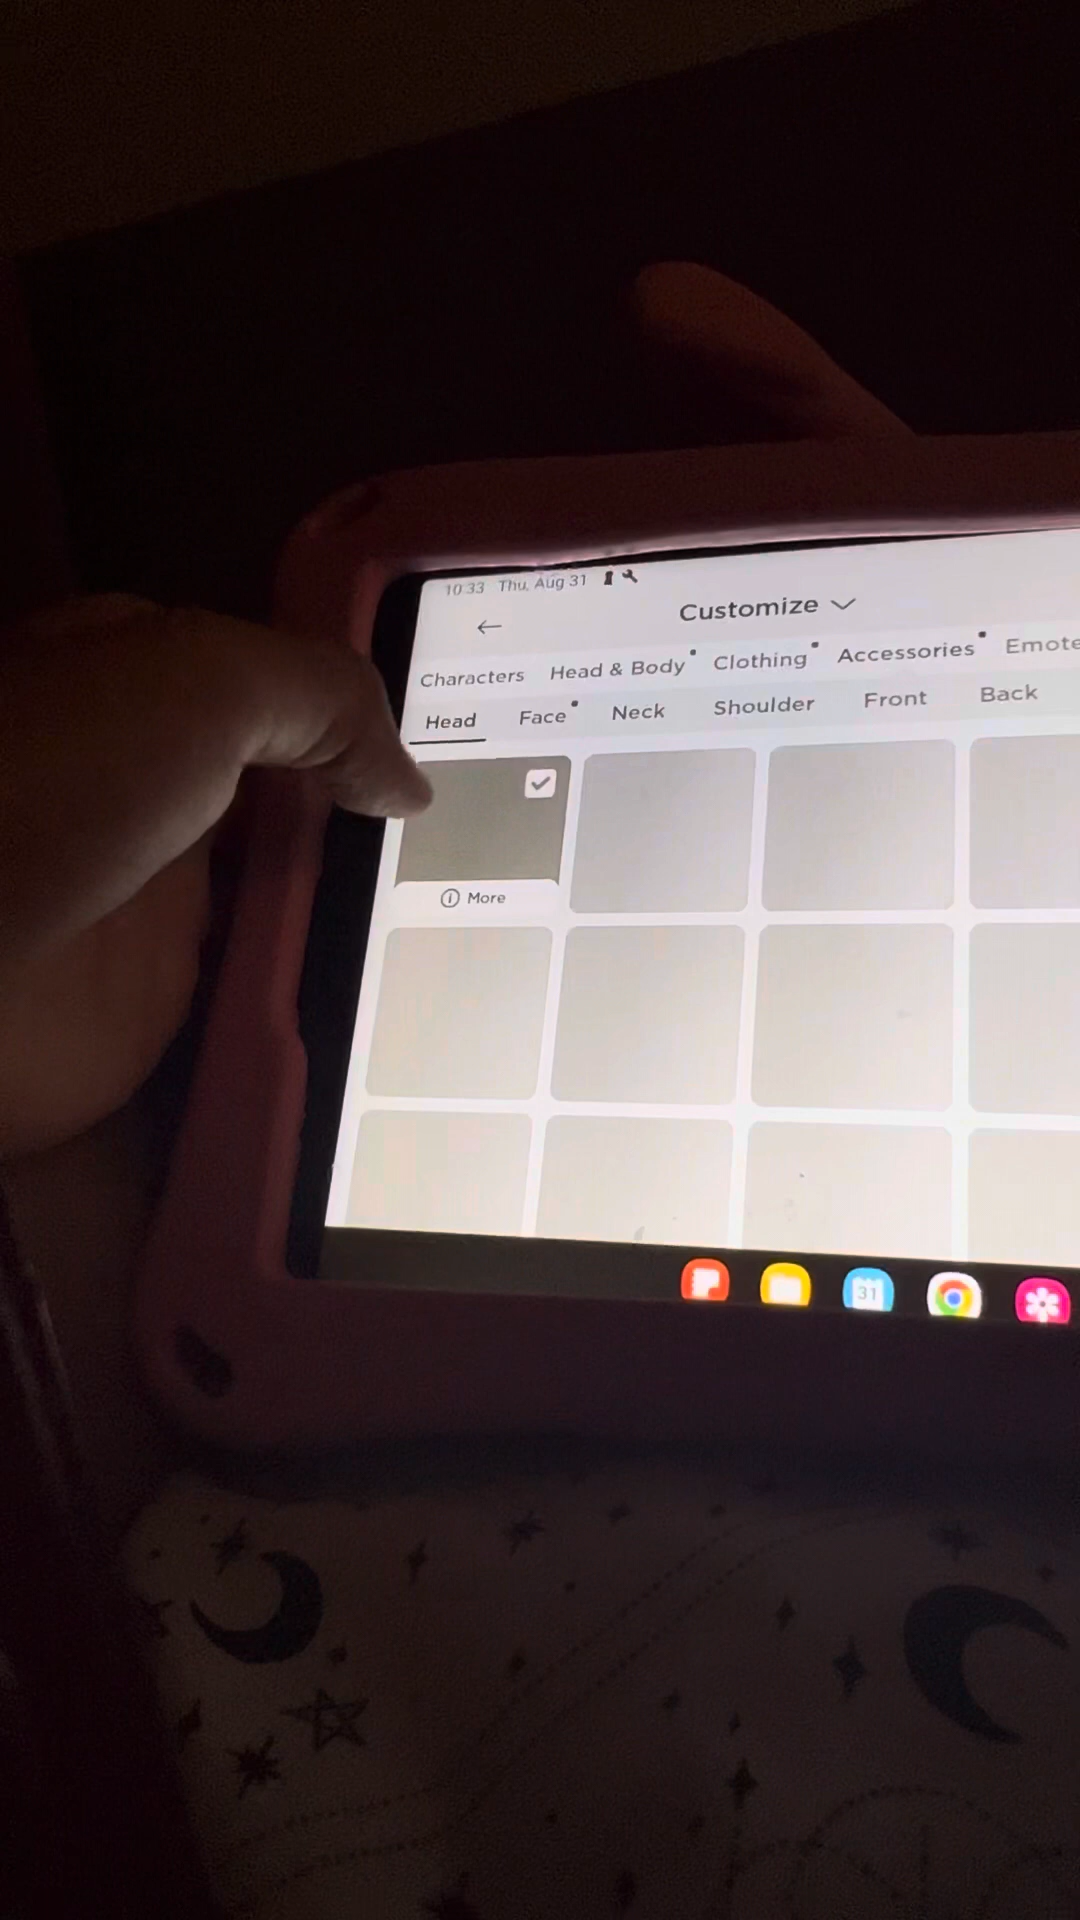 10:33 Thu, Aug 31
Customize
Characters Head & Body Clothing Accessories Emote
Head Face Neck Shoulder Front Back
More
31